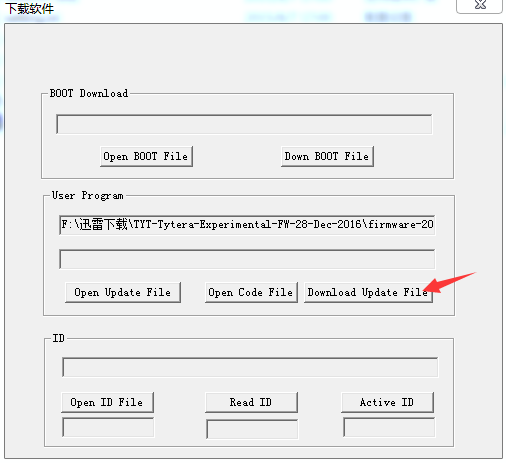 下载软件
BOOT Download
Open BOOT File
Down BOOT File
User Program
F:\迅雷下载\TYT-Tytera-Experimental-FW-28-Dec-2016\firmware-20
Open Update File
Open Code File
Download Update File
ID
Open ID File
Read ID
Active ID